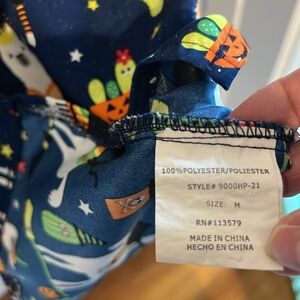 100%POLYESTER/POLIESTER
STYLE# 9000HP-21
SIZE: M
RN#113579
MADE IN CHINA
HECHO EN CHINA